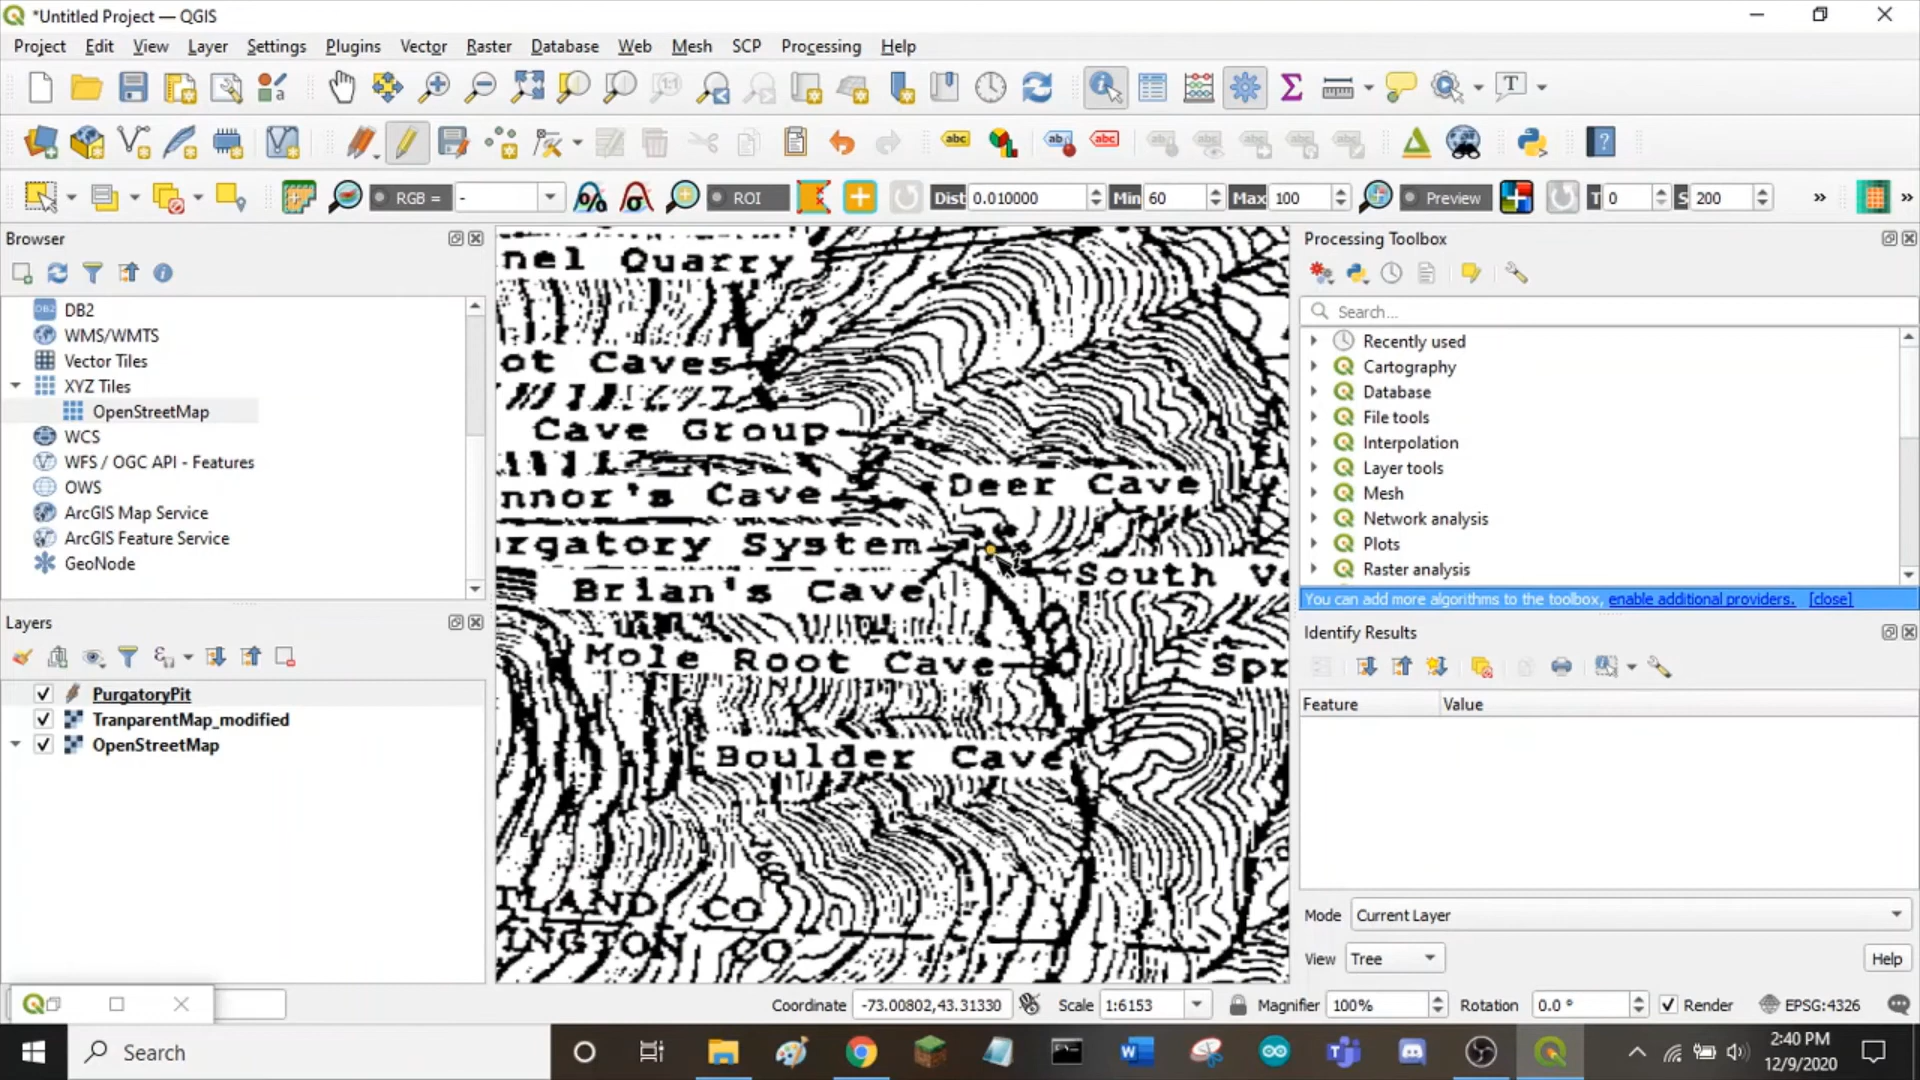 *Untitled Project — QGIS
Project Edit View Layer Settings Plugins Vector Raster Database Web Mesh SCP Processing Help
RGB = - ROI Dist 0.010000 Min 60 Max 100 Preview T 0 S 200 » »
Browser
DB2
WMS/WMTS
Vector Tiles
XYZ Tiles
OpenStreetMap
WCS
WFS / OGC API - Features
OWS
ArcGIS Map Service
ArcGIS Feature Service
GeoNode
Layers
PurgatoryPit
TranparentMap_modified
OpenStreetMap
nel Quarry
ot Caves
Cave Group
nnor's Cave
Deer Cave
rgatory System
South Ve
Brian's Cave
Mole Root Cave
Spr
Boulder Cave
TLAND CO
INGTON CO
Processing Toolbox
Search...
Recently used
Cartography
Database
File tools
Interpolation
Layer tools
Mesh
Network analysis
Plots
Raster analysis
You can add more algorithms to the toolbox, enable additional providers. [close]
Identify Results
Feature Value
Mode Current Layer
View Tree Help
Coordinate -73.00802,43.31330 Scale 1:6153 Magnifier 100% Rotation 0.0 ° Render EPSG:4326
Search
2:40 PM
12/9/2020